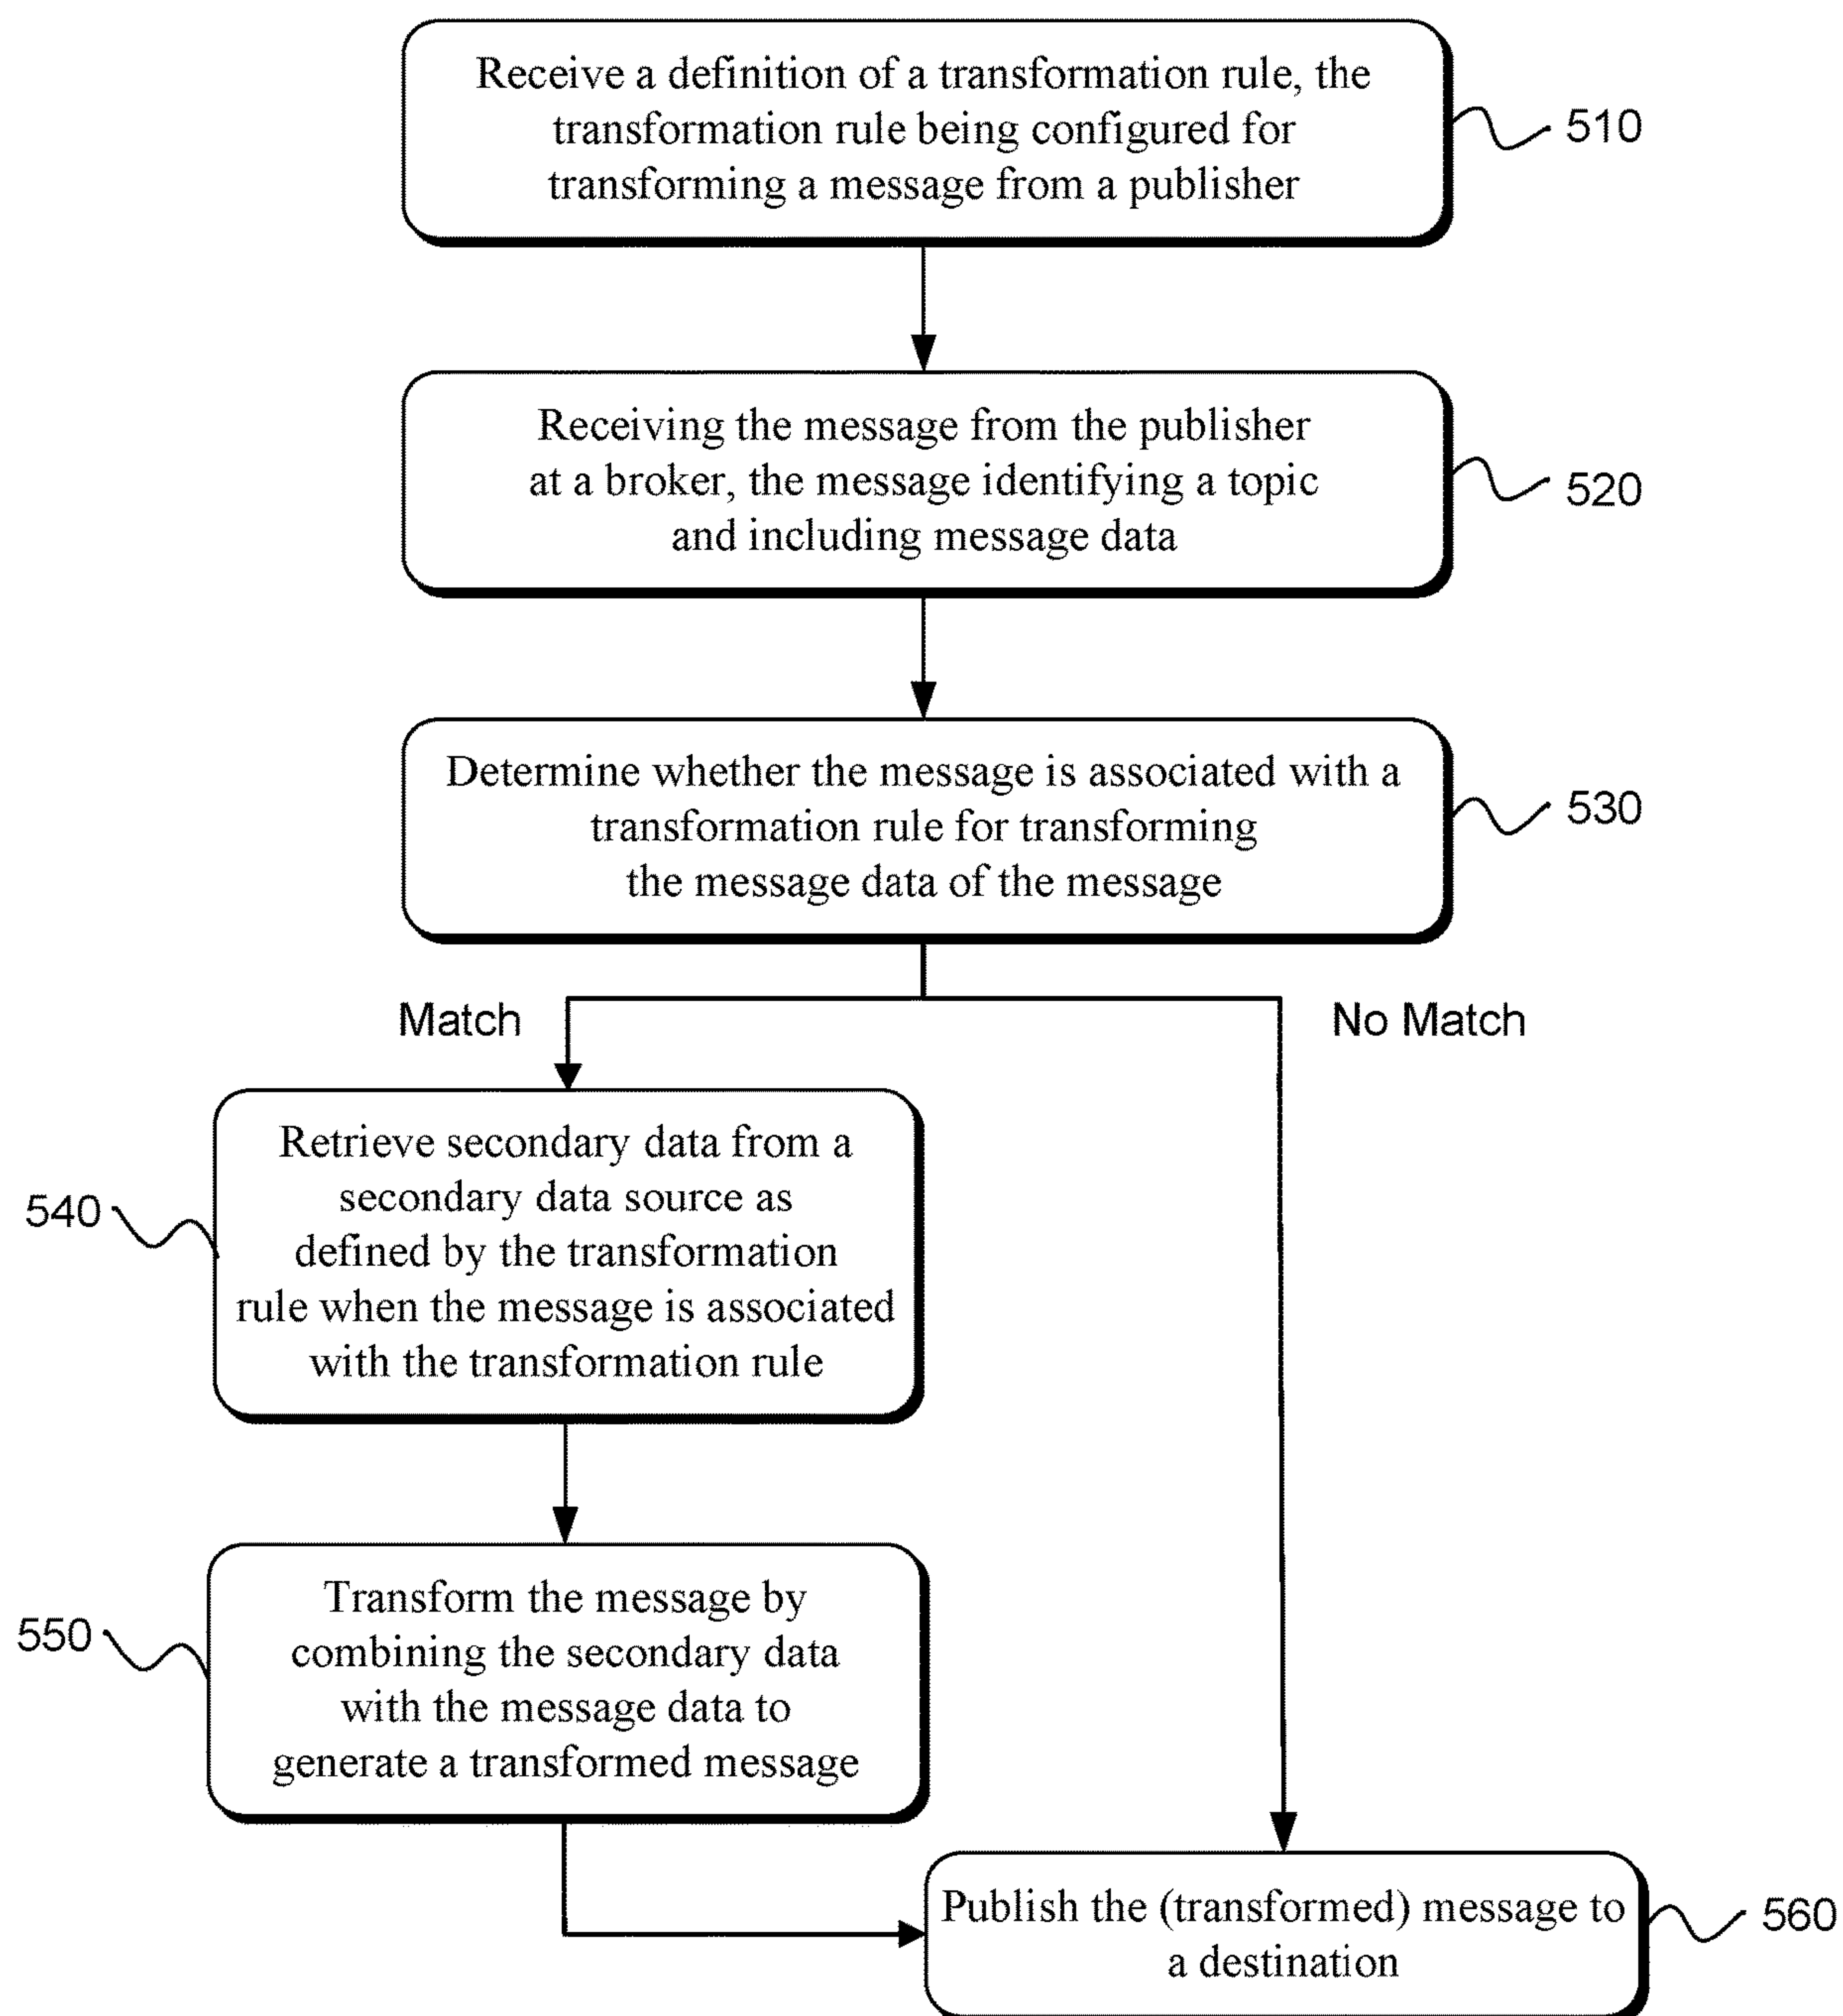 Receive a definition of a transformation rule, the
transformation rule being configured for
transforming a message from a publisher
510
Receiving the message from the publisher
at a broker, the message identifying a topic
and including message data
520
Determine whether the message is associated with a
transformation rule for transforming
the message data of the message
530
Match
No Match
Retrieve secondary data from a
secondary data source as
defined by the transformation
rule when the message is associated
with the transformation rule
540
Transform the message by
combining the secondary data
with the message data to
generate a transformed message
550
Publish the (transformed) message to
a destination
560